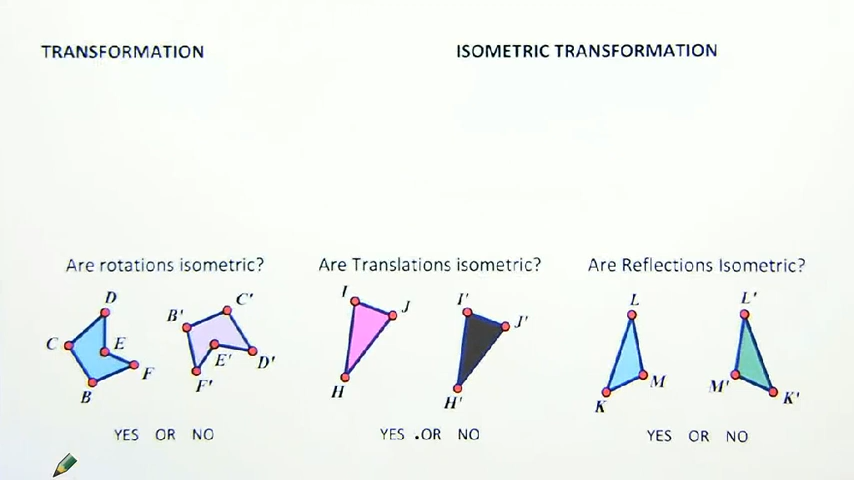 TRANSFORMATION
ISOMETRIC TRANSFORMATION
Are rotations isometric?
Are Translations isometric?
Are Reflections Isometric?
D
C
E
F
B
B'
C'
E'
D'
F'
I
J
H
I'
J'
H'
L
M
K
L'
M'
K'
YES OR NO
YES .OR NO
YES OR NO